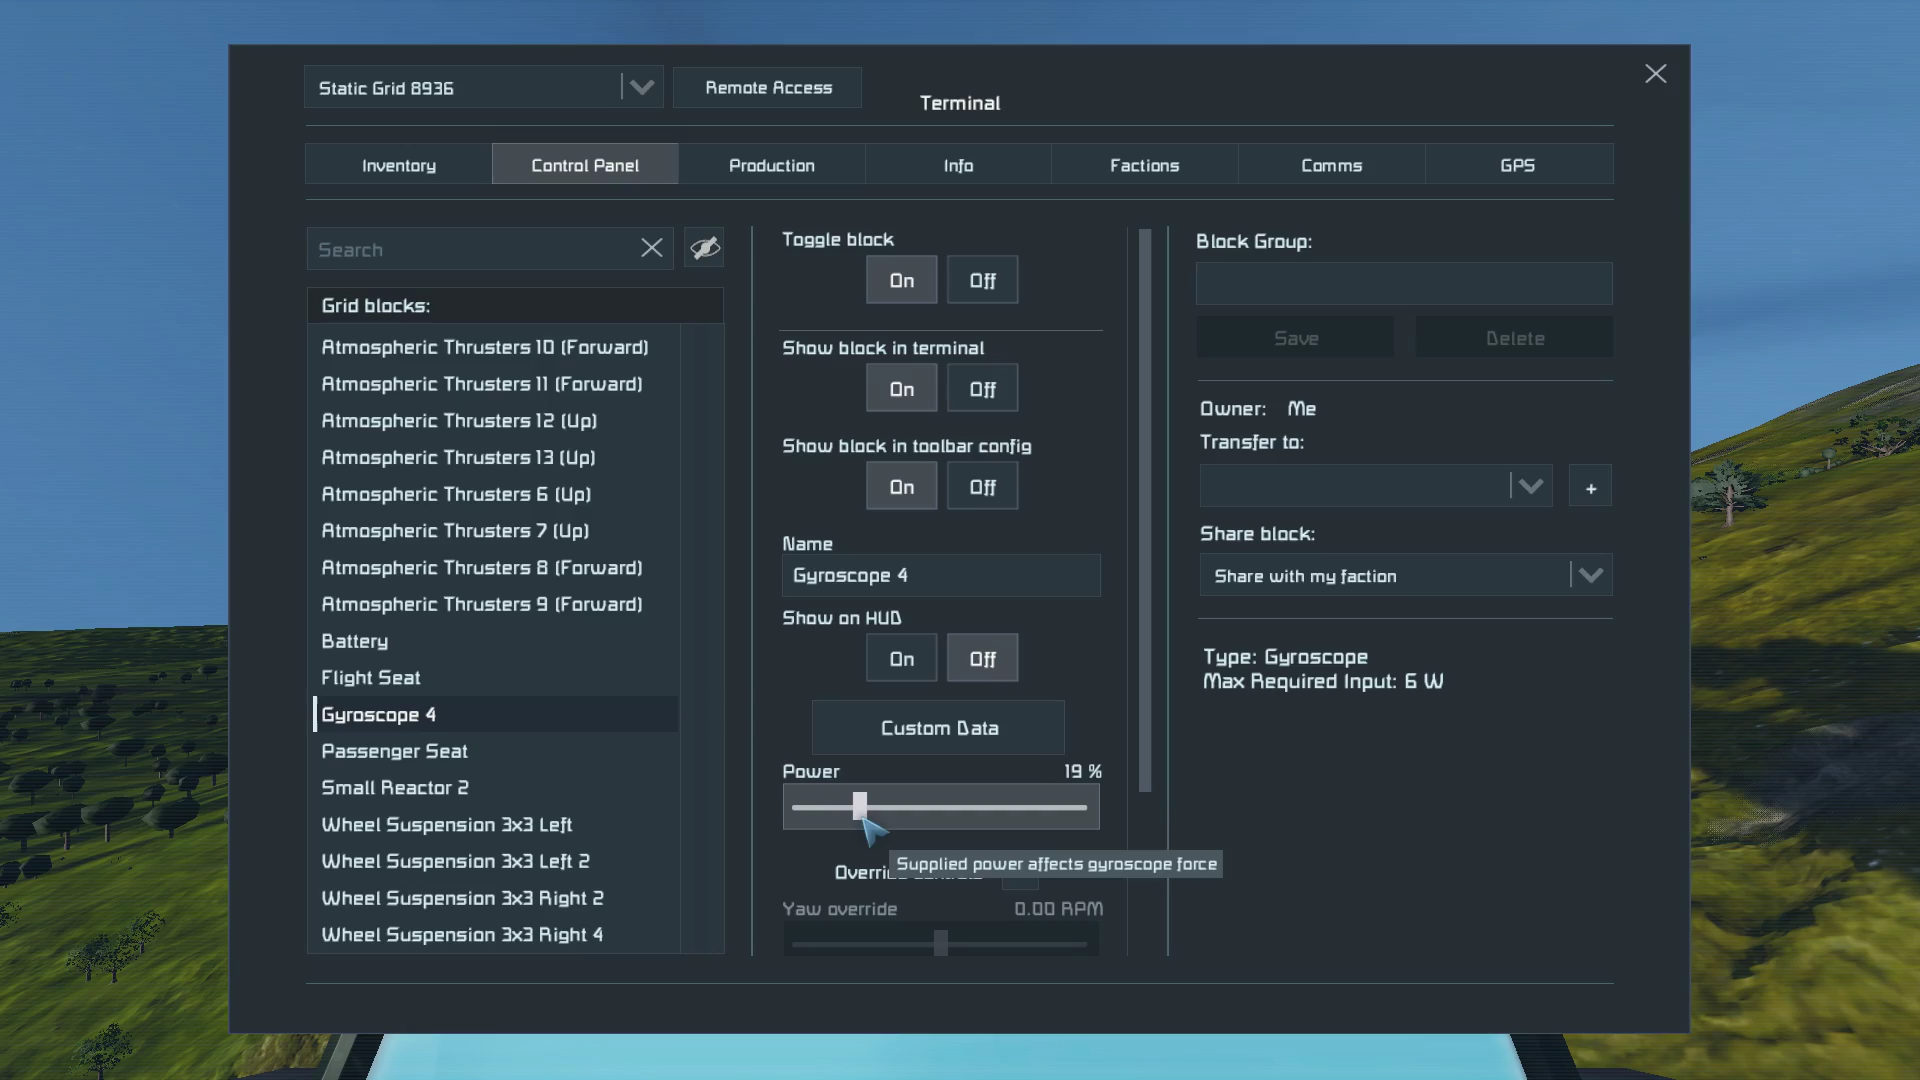 Static Grid 8936
Remote Access
Terminal
Inventory
Control Panel
Production
Info
Factions
Comms
GPS
Search
Grid blocks:
Atmospheric Thrusters 10 (Forward)
Atmospheric Thrusters 11 (Forward)
Atmospheric Thrusters 12 (Up)
Atmospheric Thrusters 13 (Up)
Atmospheric Thrusters 6 (Up)
Atmospheric Thrusters 7 (Up)
Atmospheric Thrusters 8 (Forward)
Atmospheric Thrusters 9 (Forward)
Battery
Flight Seat
Gyroscope 4
Passenger Seat
Small Reactor 2
Wheel Suspension 3x3 Left
Wheel Suspension 3x3 Left 2
Wheel Suspension 3x3 Right 2
Wheel Suspension 3x3 Right 4
Toggle block
On Off
Show block in terminal
On Off
Show block in toolbar config
On Off
Name
Gyroscope 4
Show on HUD
On Off
Custom Data
Power 19 %
Supplied power affects gyroscope force
Yaw override 0.00 RPM
Block Group:
Save Delete
Owner: Me
Transfer to:
+
Share block:
Share with my faction
Type: Gyroscope
Max Required Input: 6 W